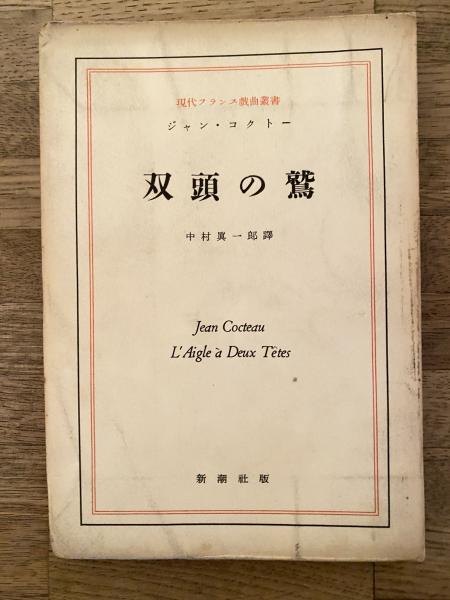 現代フランス戯曲叢書
ジャン・コクトー
双頭の鷲
中村眞一郎譯
Jean Cocteau
L'Aigle à Deux Têtes
新潮社版